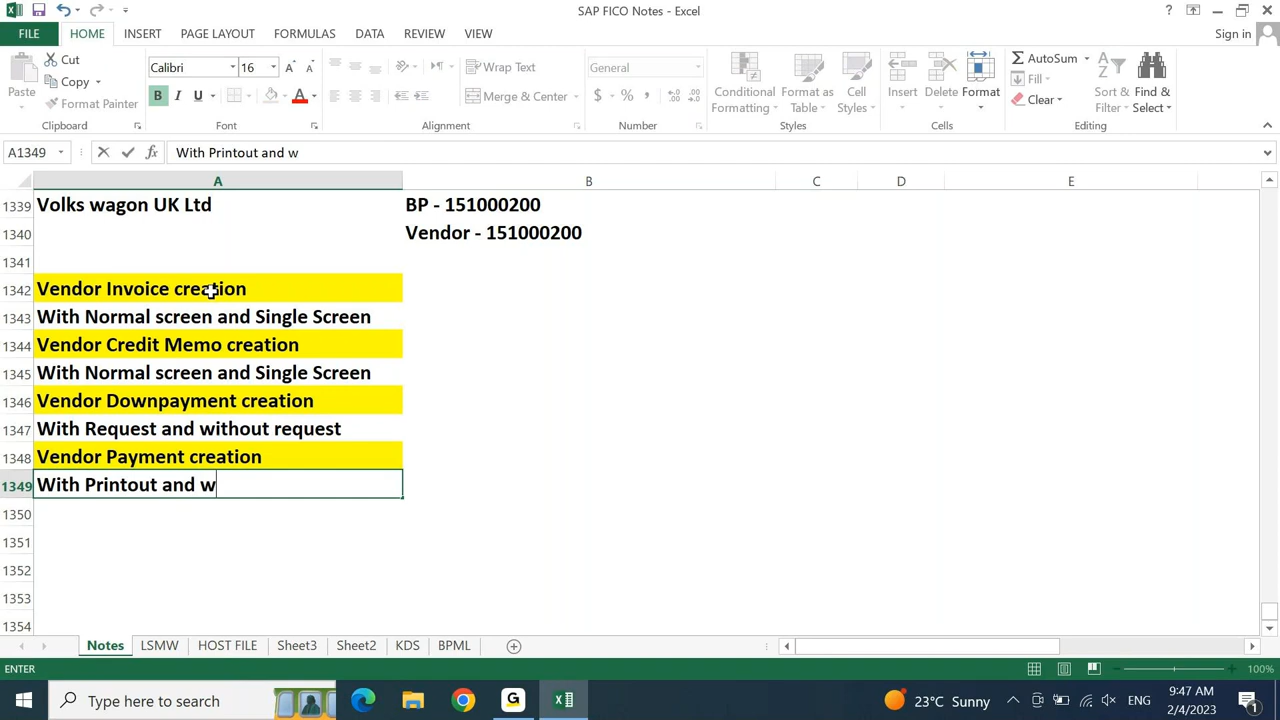 SAP FICO Notes - Excel
Sign in
FILE HOME INSERT PAGE LAYOUT FORMULAS DATA REVIEW VIEW
Paste
Cut
Copy
Format Painter
Clipboard
Calibri 16
B I U
Font
Wrap Text
Merge & Center
Alignment
General
$ %
Number
Conditional Formatting
Format as Table
Cell Styles
Styles
Insert Delete Format
Cells
AutoSum
Fill
Clear
Sort & Filter
Find & Select
Editing
A1349 fx With Printout and w
A B C D E
1339 Volks wagon UK Ltd BP - 151000200
1340 Vendor - 151000200
1341
1342 Vendor Invoice creation
1343 With Normal screen and Single Screen
1344 Vendor Credit Memo creation
1345 With Normal screen and Single Screen
1346 Vendor Downpayment creation
1347 With Request and without request
1348 Vendor Payment creation
1349 With Printout and w
1350
1351
1352
1353
1354
Notes LSMW HOST FILE Sheet3 Sheet2 KDS BPML
ENTER 100%
Type here to search
23°C Sunny
ENG
9:47 AM
2/4/2023
1